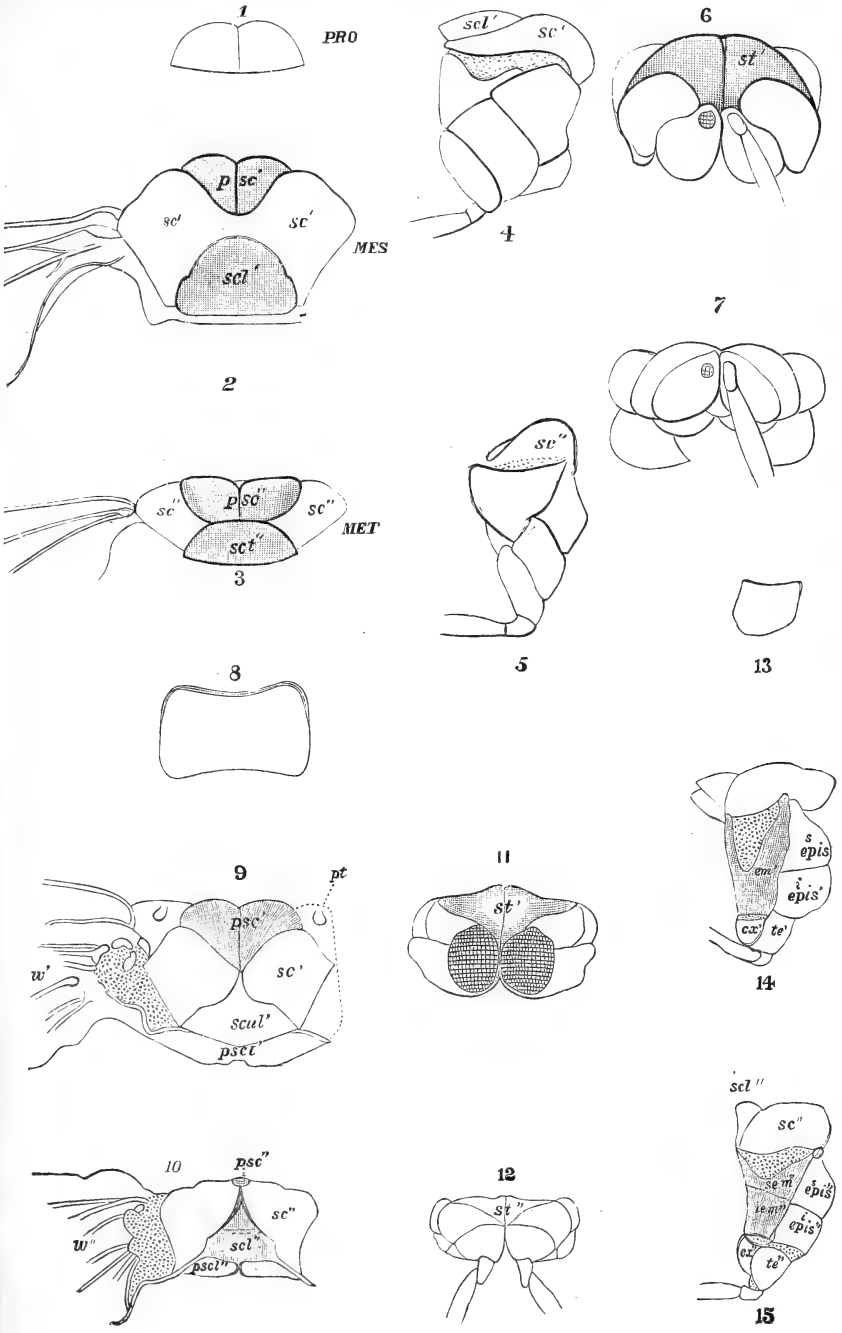 1
PRO
p sc'
sc'
sc'
MES
scl'
2
p sc"
sc"
sc"
MET
sct"
3
scl'
sc'
4
6
st'
7
sc"
5
13
8
9
pt
psc'
w'
sc'
scul'
pscl'
11
st'
s
epis
em'
i
epis'
cx'
te'
14
10
psc"
sc"
w"
scl"
pscl"
12
st"
scl"
sc"
s em"
s
epis"
i em"
i
epis"
cx
te"
15